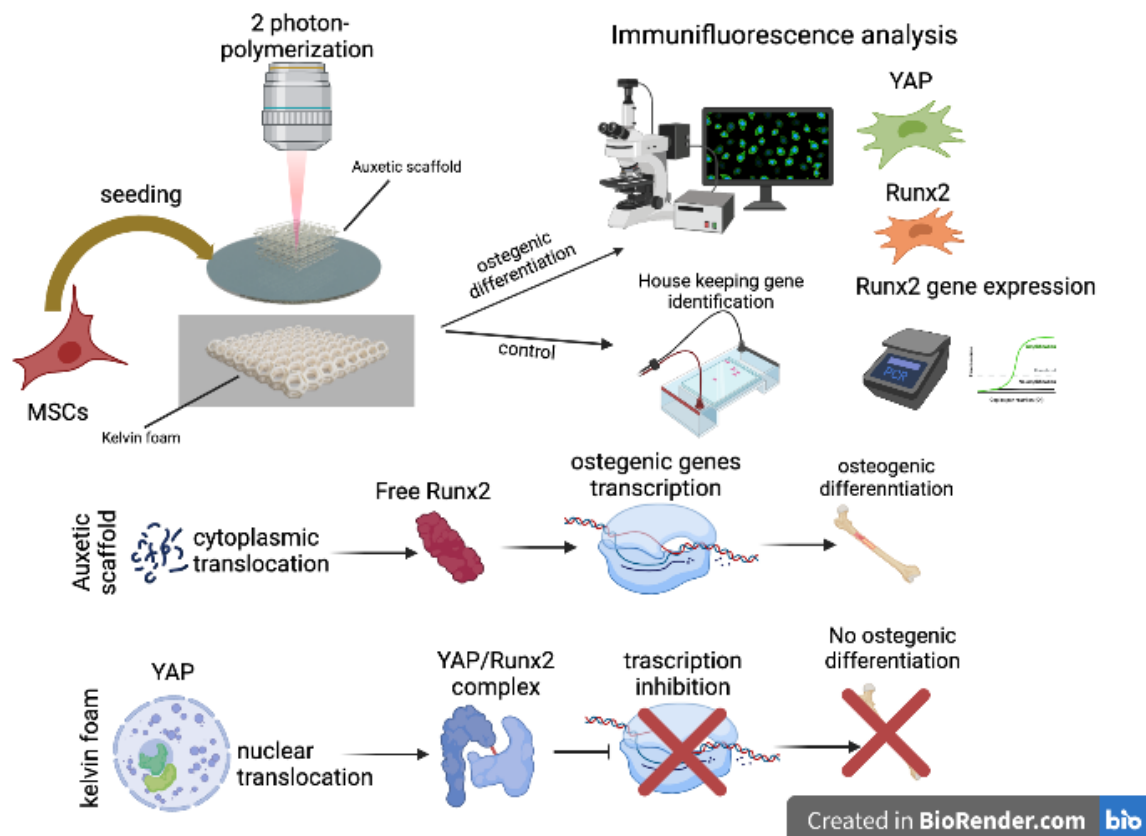 2 photon-
polymerization
Immunifluorescence analysis
YAP
Auxetic scaffold
seeding
Runx2
ostegenic
differentiation
House keeping gene
identification
Runx2 gene expression
control
PCR
MSCs
Kelvin foam
Auxetic
scaffold
cytoplasmic
translocation
Free Runx2
ostegenic genes
transcription
osteogenic
differenntiation
kelvin foam
YAP
nuclear
translocation
YAP/Runx2
complex
trascription
inhibition
No ostegenic
differentiation
Created in BioRender.com bio